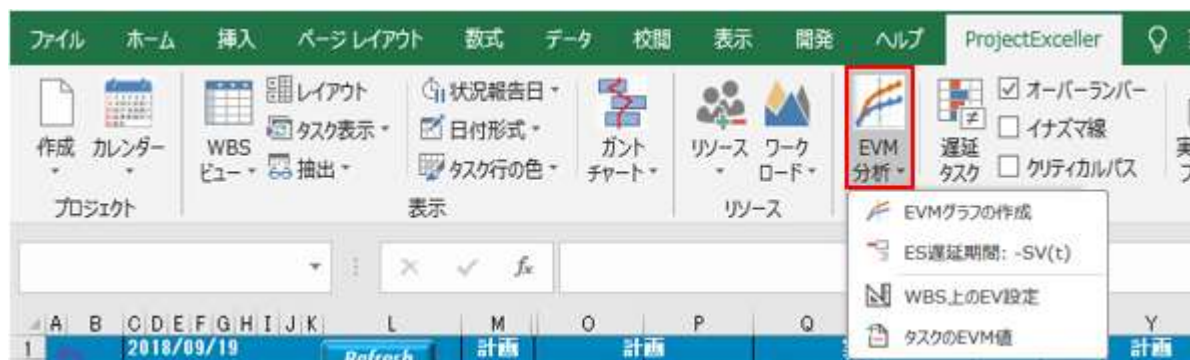 ファイル ホーム 挿入 ページ レイアウト 数式 データ 校閲 表示 開発 ヘルプ ProjectExceller
レイアウト 状況報告日 オーバーランバー
タスク表示 日付形式 イナズマ線
作成 カレンダー WBS ビュー 抽出 タスク行の色 ガント チャート リソース ワーク ロード EVM 分析 遅延 タスク クリティカルパス
プロジェクト 表示 リソース
EVMグラフの作成
ES遅延期間: -SV(t)
WBS上のEV設定
タスクのEVM値
fx
A B C D E F G H I J K L M O P Q Y
1 2018/09/19 Refresh 計画 計画 計画